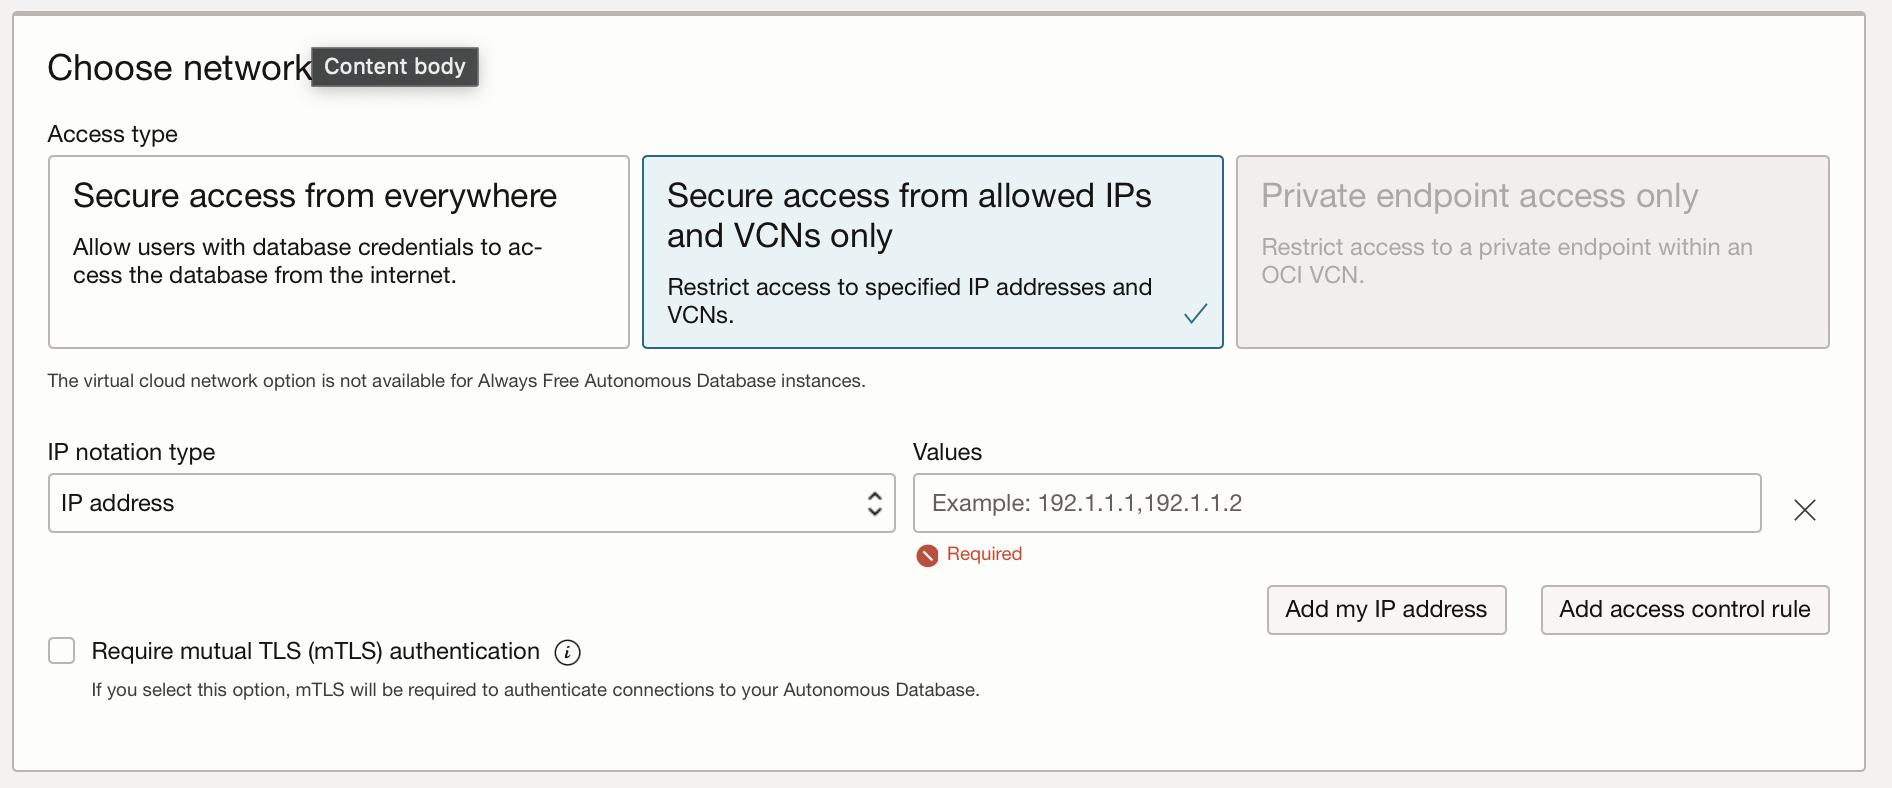 Choose network
Content body
Access type
Secure access from everywhere
Allow users with database credentials to ac-
cess the database from the internet.
Secure access from allowed IPs
and VCNs only
Restrict access to specified IP addresses and
VCNs.
Private endpoint access only
Restrict access to a private endpoint within an
OCI VCN.
The virtual cloud network option is not available for Always Free Autonomous Database instances.
IP notation type
IP address
Values
Example: 192.1.1.1,192.1.1.2
Required
Add my IP address
Add access control rule
Require mutual TLS (mTLS) authentication
If you select this option, mTLS will be required to authenticate connections to your Autonomous Database.